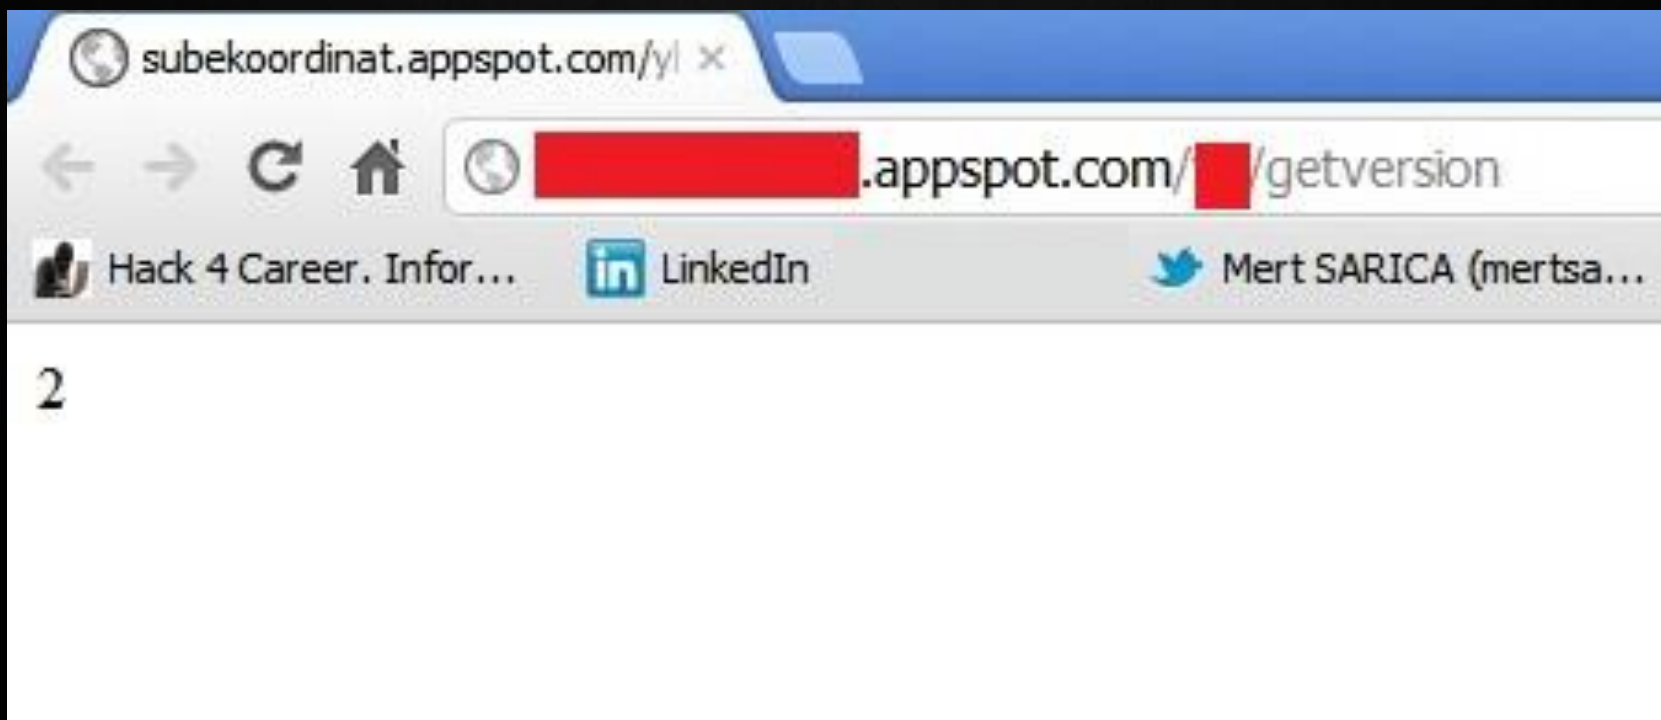 subekoordinat.appspot.com/y
.appspot.com/ /getversion
Hack 4 Career. Infor... LinkedIn Mert SARICA (mertsa...
2